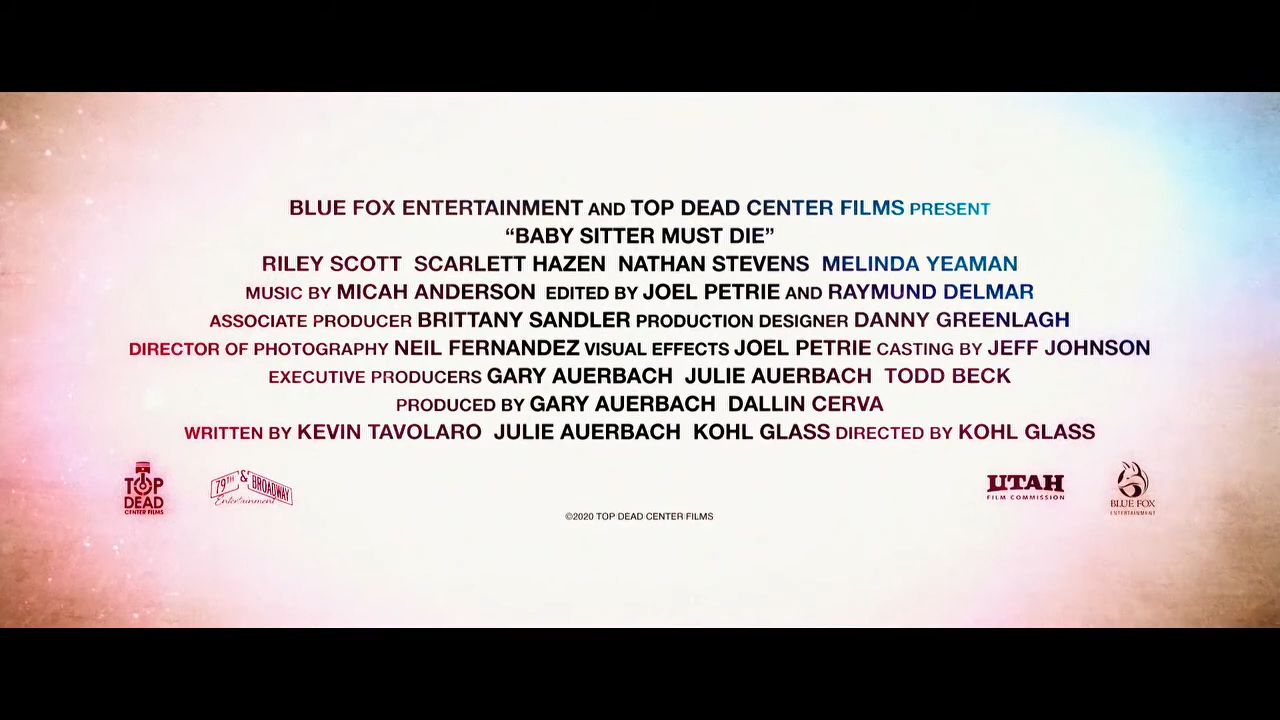 BLUE FOX ENTERTAINMENT AND TOP DEAD CENTER FILMS PRESENT
“BABY SITTER MUST DIE”
RILEY SCOTT SCARLETT HAZEN NATHAN STEVENS MELINDA YEAMAN
MUSIC BY MICAH ANDERSON EDITED BY JOEL PETRIE AND RAYMUND DELMAR
ASSOCIATE PRODUCER BRITTANY SANDLER PRODUCTION DESIGNER DANNY GREENLAGH
DIRECTOR OF PHOTOGRAPHY NEIL FERNANDEZ VISUAL EFFECTS JOEL PETRIE CASTING BY JEFF JOHNSON
EXECUTIVE PRODUCERS GARY AUERBACH JULIE AUERBACH TODD BECK
PRODUCED BY GARY AUERBACH DALLIN CERVA
WRITTEN BY KEVIN TAVOLARO JULIE AUERBACH KOHL GLASS DIRECTED BY KOHL GLASS
TOP
DEAD
CENTER FILMS
79TH & BROADWAY
Entertainment
UTAH
FILM COMMISSION
BLUE FOX
ENTERTAINMENT
©2020 TOP DEAD CENTER FILMS